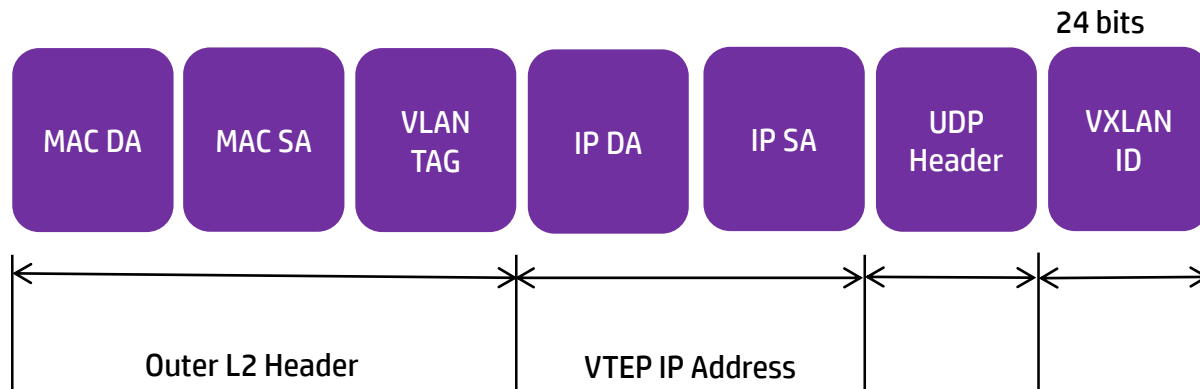 24 bits
MAC DA
MAC SA
VLAN
TAG
IP DA
IP SA
UDP
Header
VXLAN
ID
Outer L2 Header
VTEP IP Address